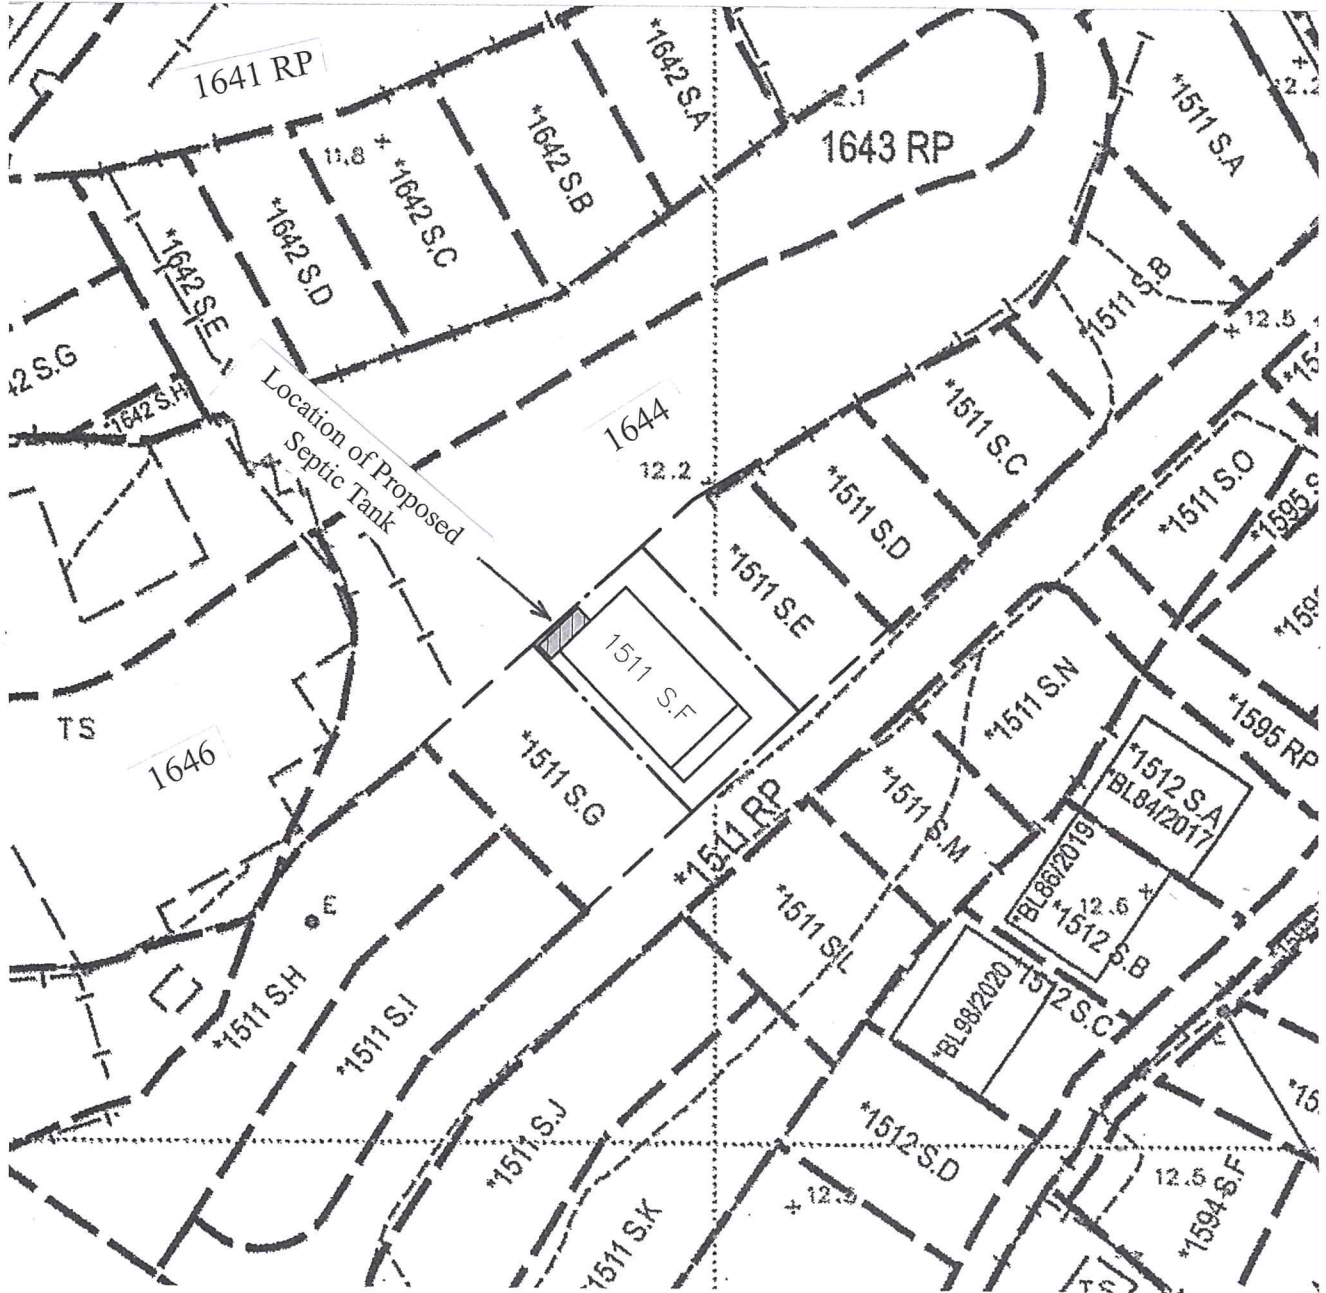 1641 RP
*1642 S.A
12.1
1643 RP
*1511 S.A
11.8
*1642 S.B
*1642 S.C
*1642 S.D
*1642 S.E
*1511 S.B
12.5
*1642 S.H
Location of Proposed
Septic Tank
1644
12.2
*1511 S.C
*1511 S.D
*1511 S.E
*1511 S.O
1511 S.F
*1511 S.N
*1595 RP
TS
1646
*1511 S.G
*1511 RP
*1511 S.M
*1512 S.A
*BL84/2017
*BL86/2019
12.6
*1512 S.B
*1511 S.L
*1512 S.C
*BL98/2020
*1511 S.H
*1511 S.I
*1511 S.J
*1511 S.K
*1512 S.D
12.5
12.5
*1594 S.F